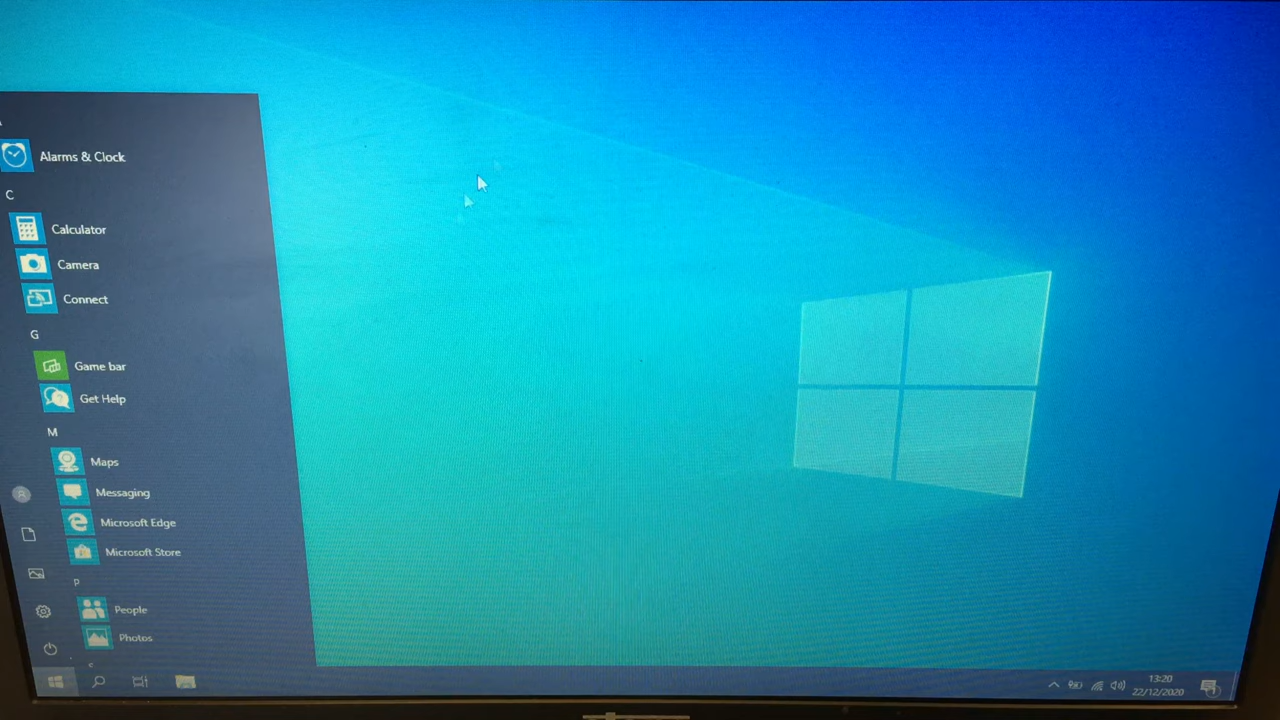 Alarms & Clock
C
Calculator
Camera
Connect
G
Game bar
Get Help
M
Maps
Messaging
Microsoft Edge
Microsoft Store
P
People
Photos
13:20
22/12/2020